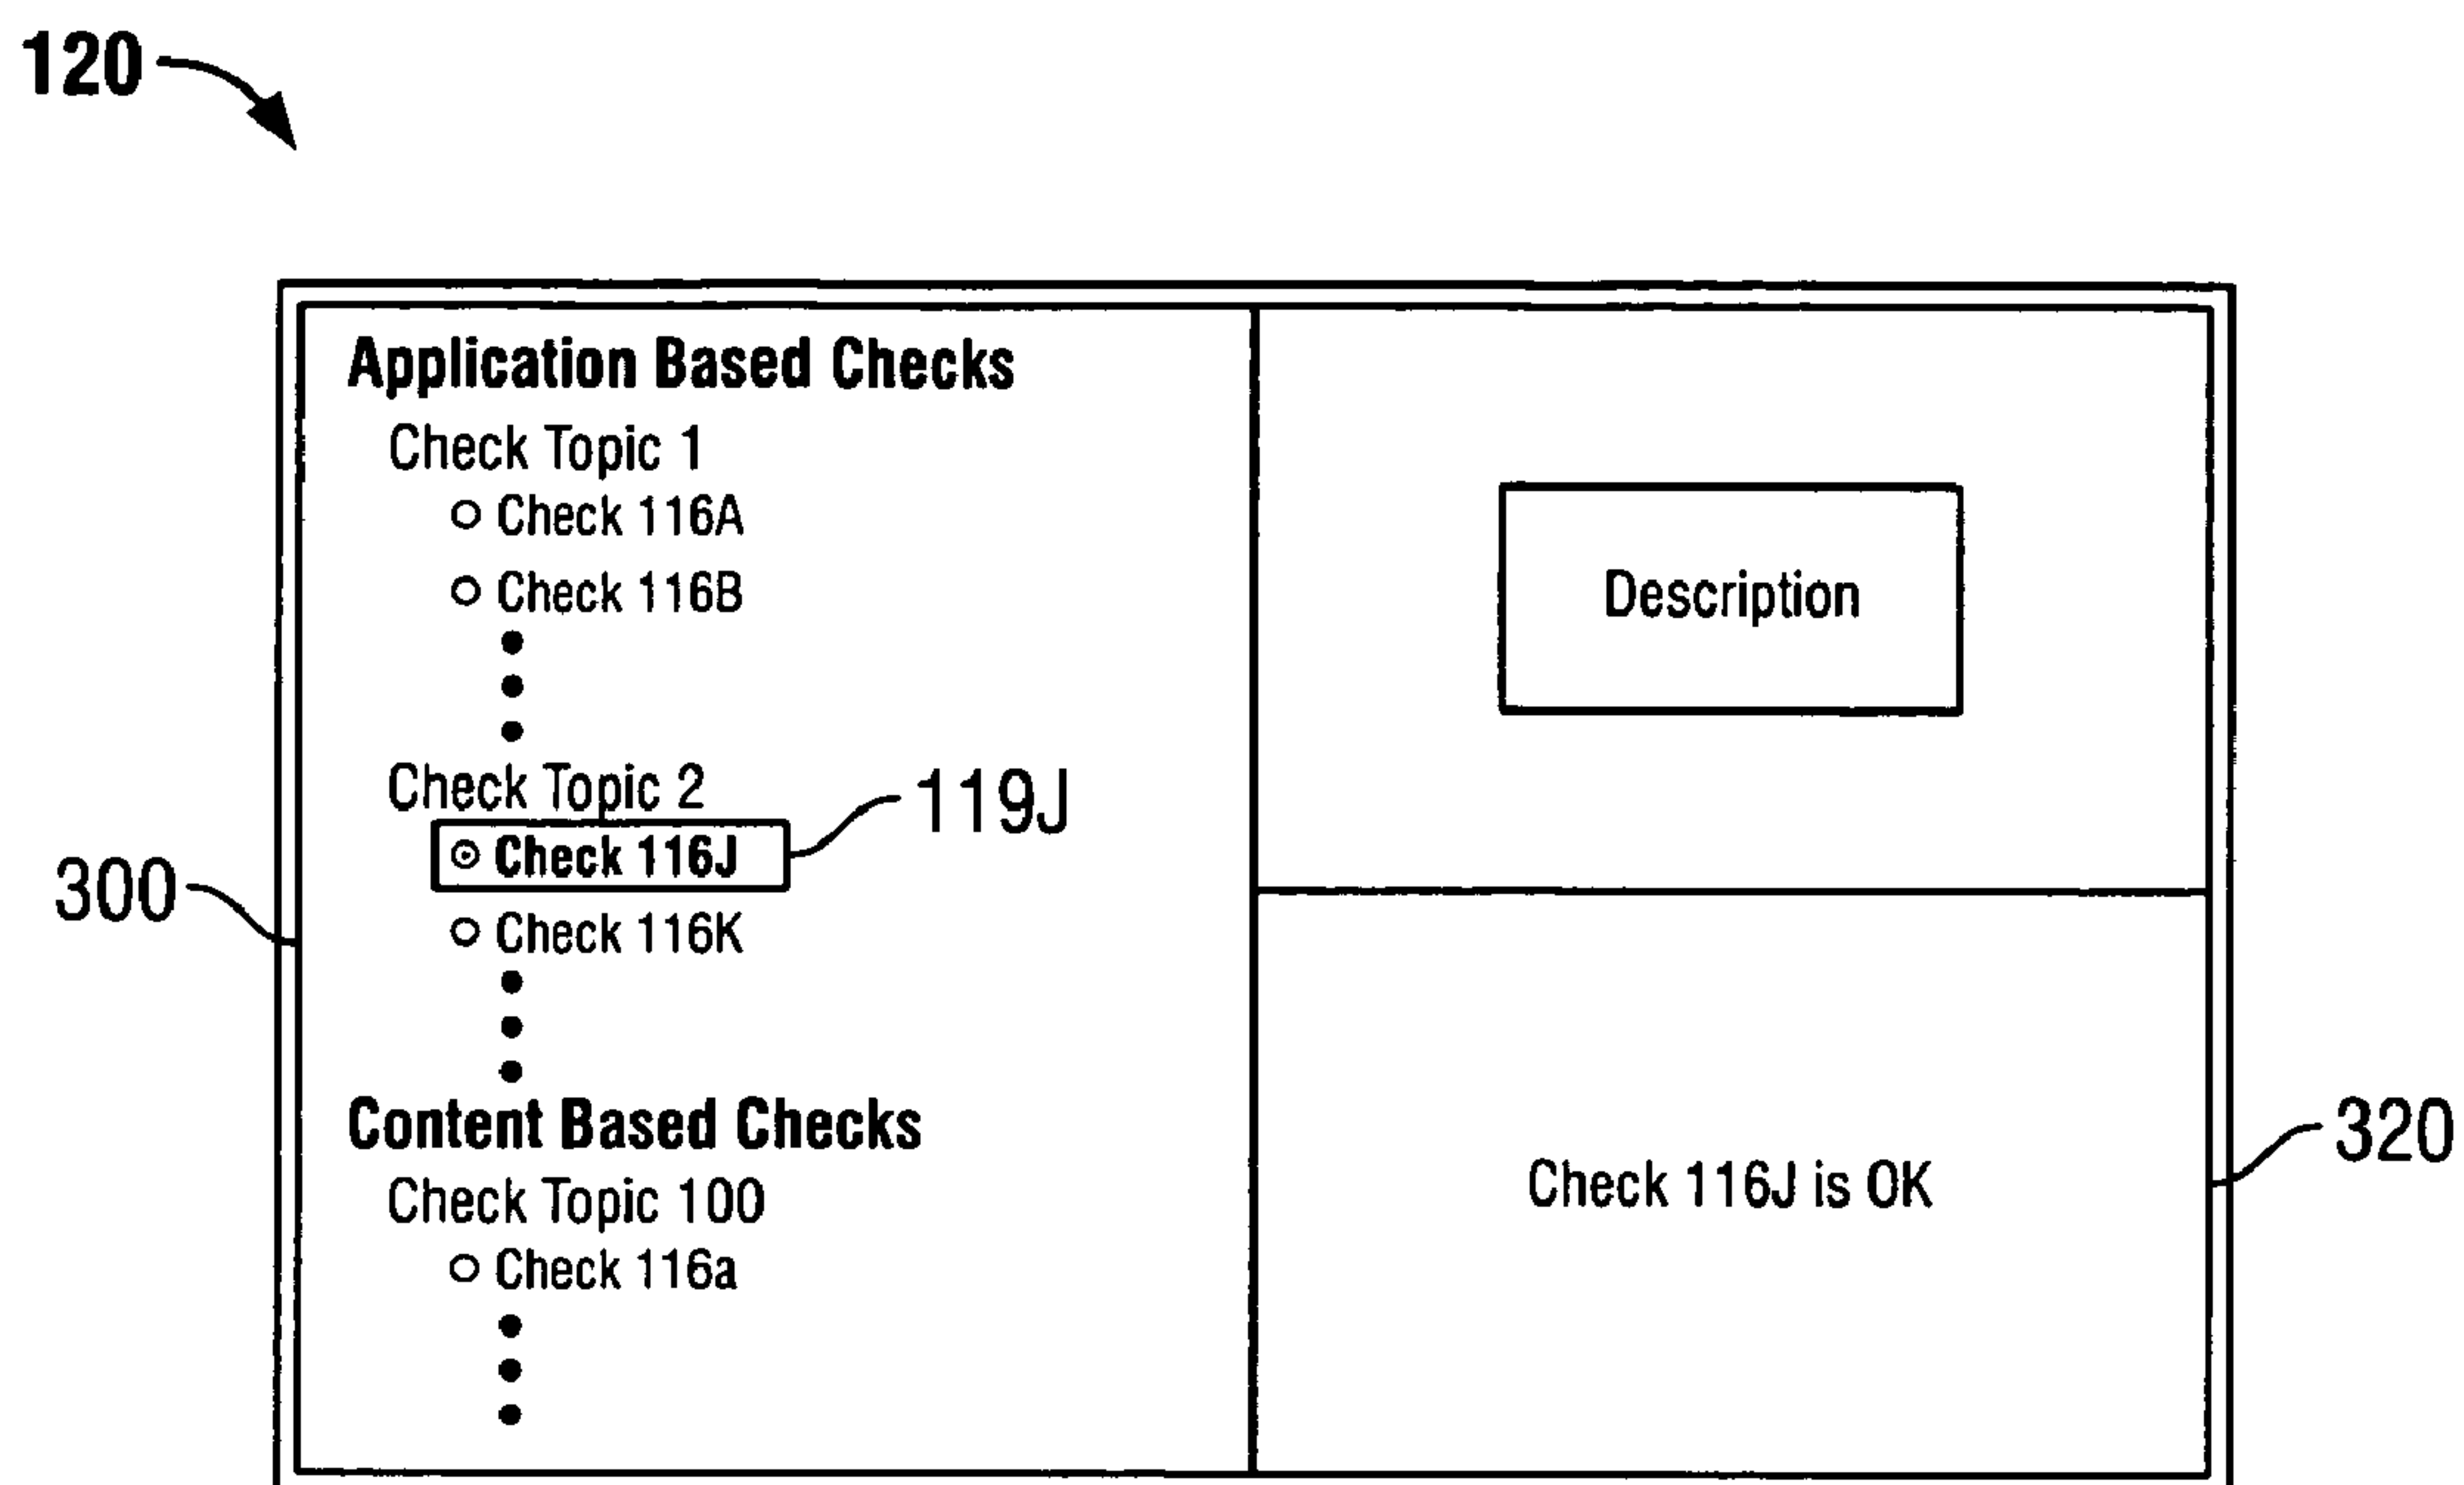 120
Application Based Checks
Check Topic 1
Check 116A
Check 116B
Check Topic 2
Check 116J
119J
300
Check 116K
Content Based Checks
Check Topic 100
Check 116a
Description
Check 116J is OK
320